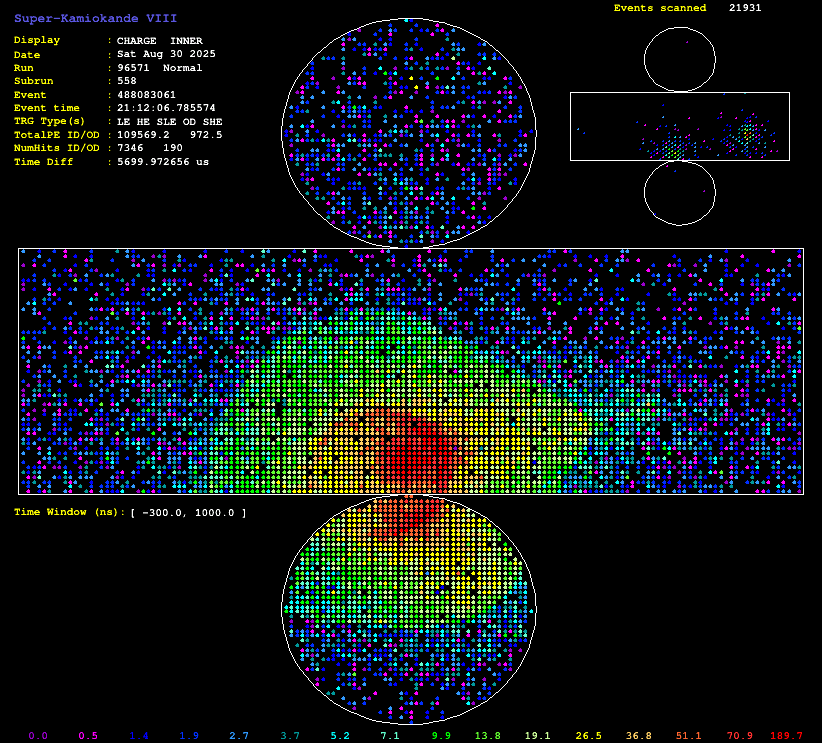 Super-Kamiokande VIII
Events scanned 21931
Display : CHARGE INNER
Date : Sat Aug 30 2025
Run : 96571 Normal
Subrun : 558
Event : 488083061
Event time : 21:12:06.785574
TRG Type(s) : LE HE SLE OD SHE
TotalPE ID/OD : 109569.2 972.5
NumHits ID/OD : 7346 190
Time Diff : 5699.972656 us
Time Window (ns): [ -300.0, 1000.0 ]
0.0 0.5 1.4 1.9 2.7 3.7 5.2 7.1 9.9 13.8 19.1 26.5 36.8 51.1 70.9 189.7